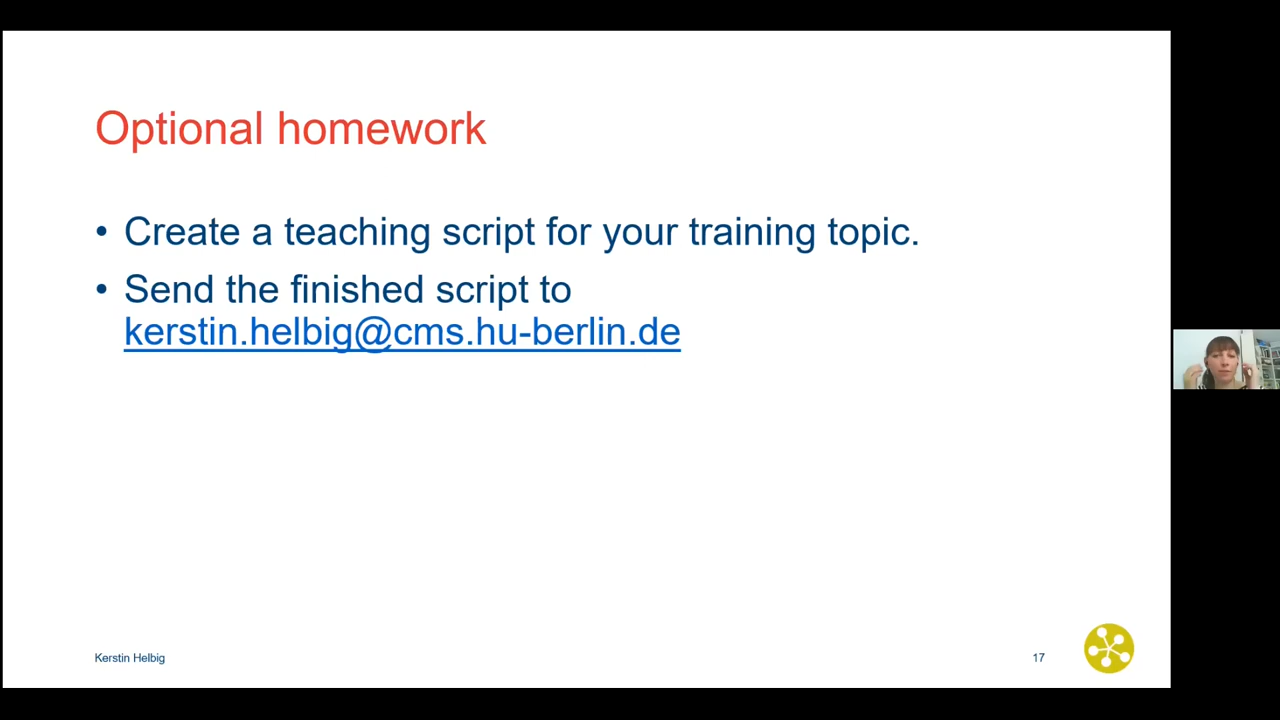 Optional homework
• Create a teaching script for your training topic.
• Send the finished script to
kerstin.helbig@cms.hu-berlin.de
Kerstin Helbig
17